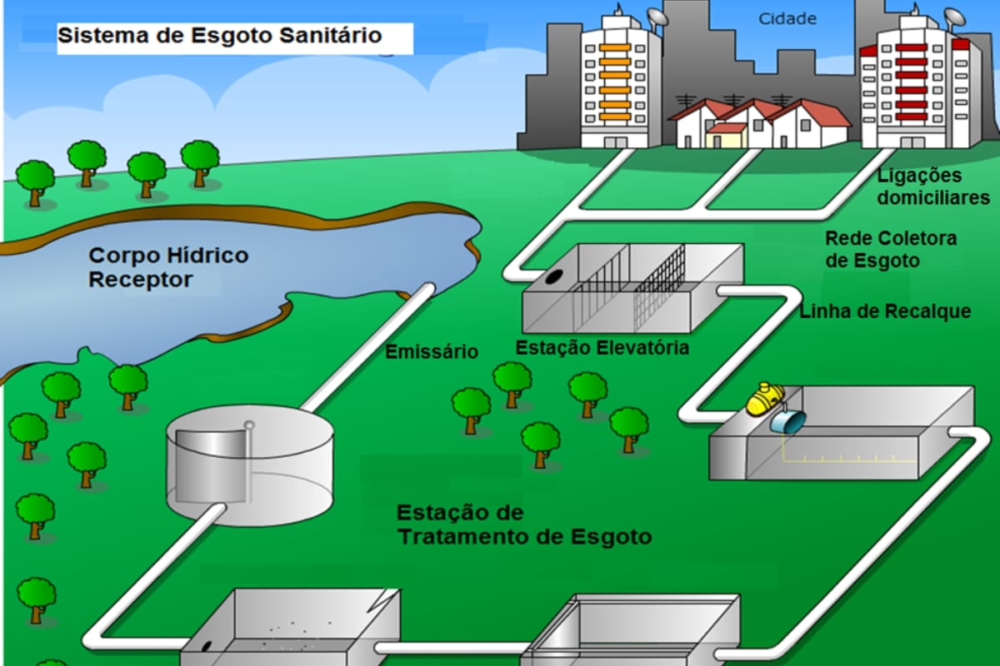 Sistema de Esgoto Sanitário
Cidade
Ligações
domiciliares
Rede Coletora
de Esgoto
Corpo Hídrico
Receptor
Linha de Recalque
Emissário
Estação Elevatória
Estação de
Tratamento de Esgoto